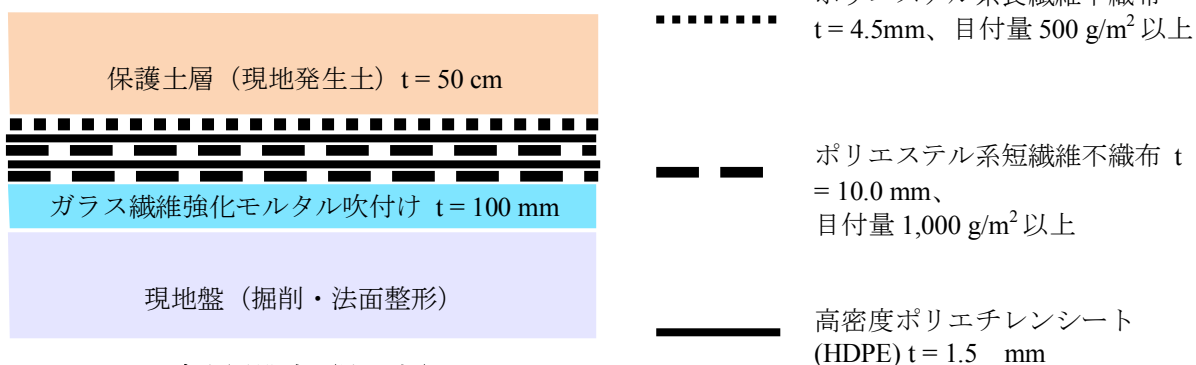 保護土層（現地発生土）t = 50 cm
ガラス繊維強化モルタル吹付け t = 100 mm
現地盤（掘削・法面整形）
t = 4.5mm、目付量 500 g/m²以上
ポリエステル系短繊維不織布 t
= 10.0 mm、
目付量 1,000 g/m²以上
高密度ポリエチレンシート
(HDPE) t = 1.5 mm